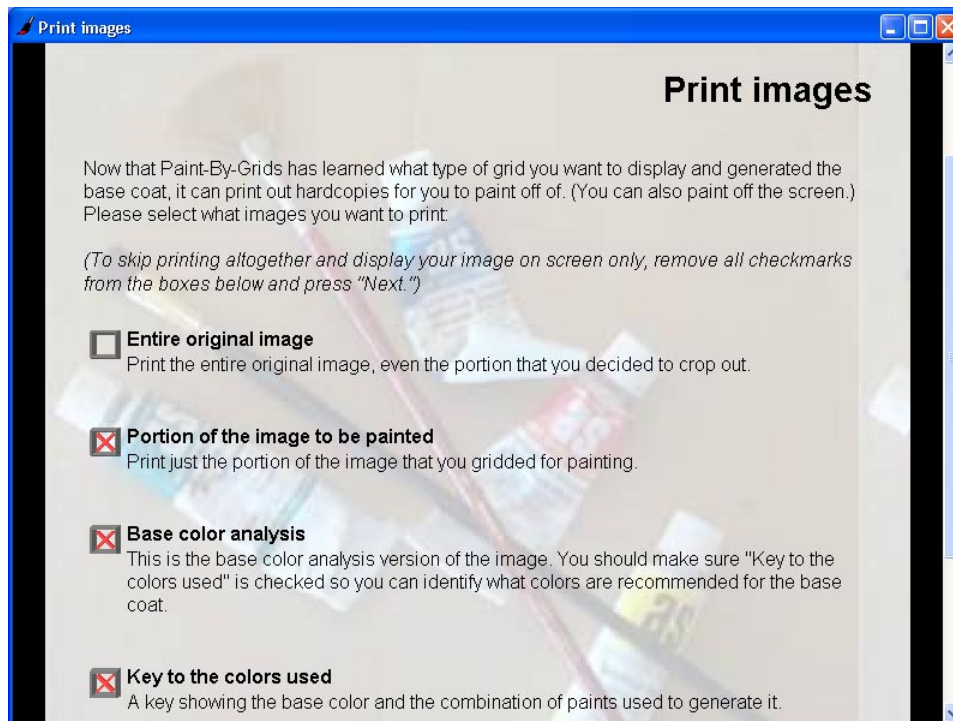 Print images
Print images
Now that Paint-By-Grids has learned what type of grid you want to display and generated the
base coat, it can print out hardcopies for you to paint off of. (You can also paint off the screen.)
Please select what images you want to print:
(To skip printing altogether and display your image on screen only, remove all checkmarks
from the boxes below and press "Next.")
Entire original image
Print the entire original image, even the portion that you decided to crop out.
Portion of the image to be painted
Print just the portion of the image that you gridded for painting.
Base color analysis
This is the base color analysis version of the image. You should make sure "Key to the
colors used" is checked so you can identify what colors are recommended for the base
coat.
Key to the colors used
A key showing the base color and the combination of paints used to generate it.
as
as
as